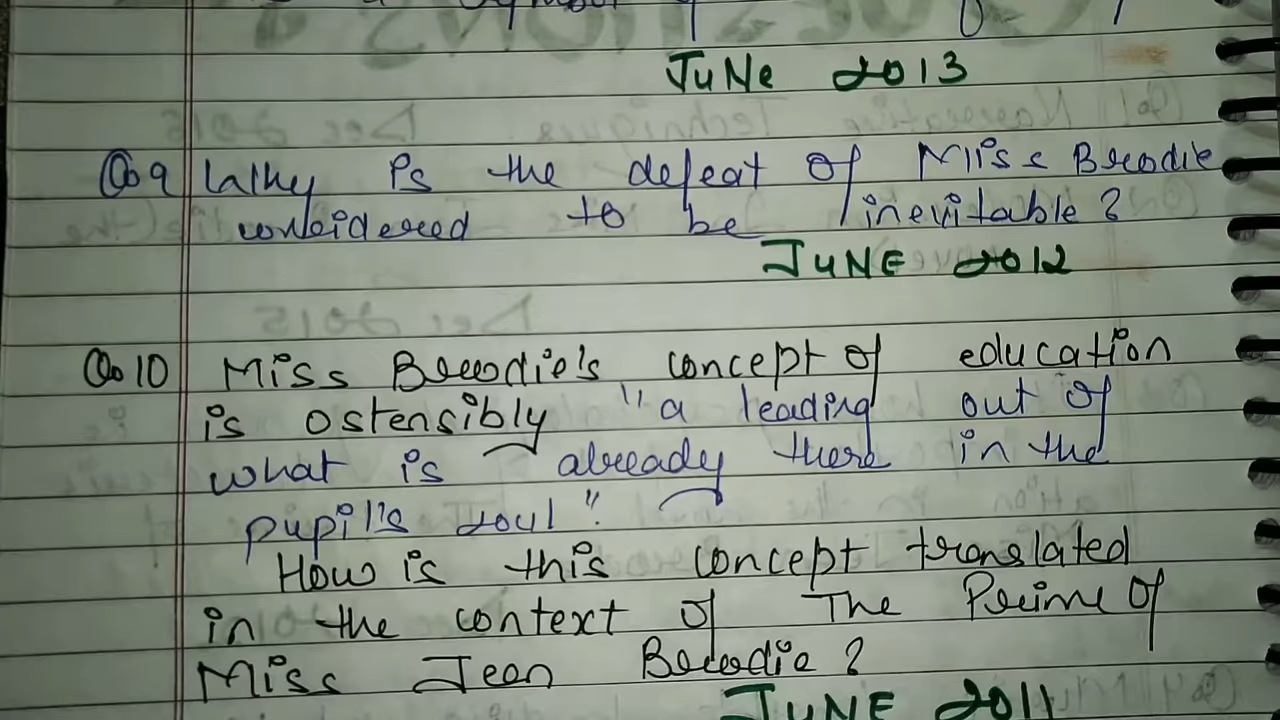 JuNe 2013
Q.9 Why is the defeat of Miss Brodie
considered to be inevitable?
JUNE 2012
Q.10 Miss Brodie's concept of education
is ostensibly "a leading out of
what is already there in the
pupil's soul".
How is this concept translated
in the context of The Prime of
Miss Jean Brodie?
JUNE 2011